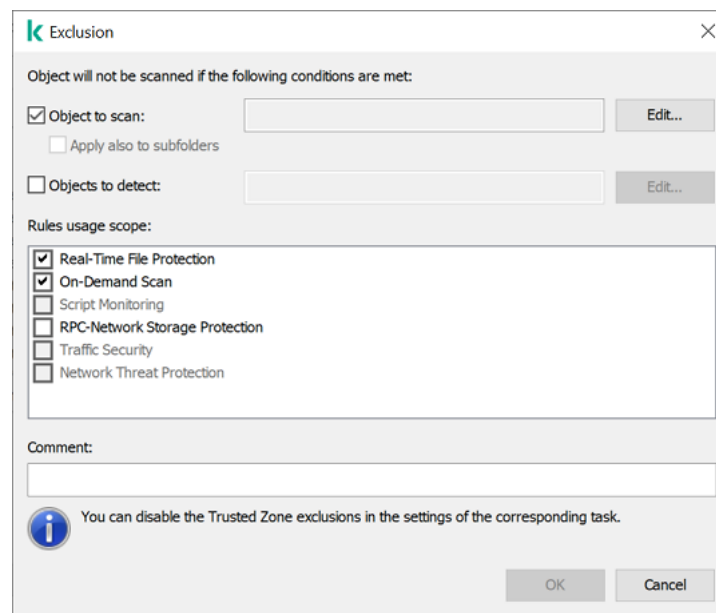 Exclusion
Object will not be scanned if the following conditions are met:
Object to scan:
Edit...
Apply also to subfolders
Objects to detect:
Edit...
Rules usage scope:
Real-Time File Protection
On-Demand Scan
Script Monitoring
RPC-Network Storage Protection
Traffic Security
Network Threat Protection
Comment:
You can disable the Trusted Zone exclusions in the settings of the corresponding task.
OK
Cancel